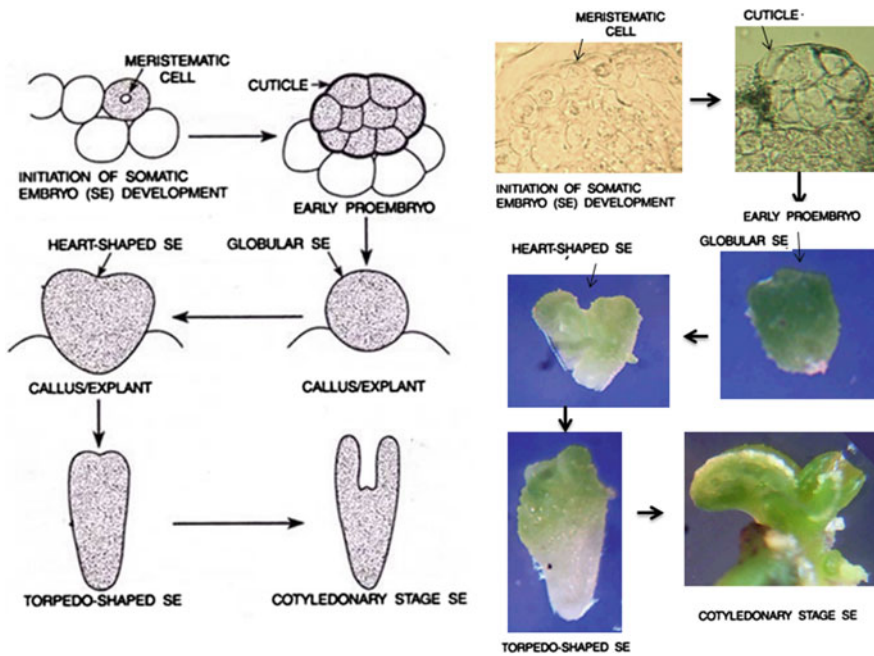 MERISTEMATIC
CELL
CUTICLE
INITIATION OF SOMATIC
EMBRYO (SE) DEVELOPMENT
EARLY PROEMBRYO
HEART-SHAPED SE
GLOBULAR SE
CALLUS/EXPLANT
CALLUS/EXPLANT
TORPEDO-SHAPED SE
COTYLEDONARY STAGE SE
MERISTEMATIC
CELL
CUTICLE
INITIATION OF SOMATIC
EMBRYO (SE) DEVELOPMENT
EARLY PROEMBRYO
HEART-SHAPED SE
GLOBULAR SE
TORPEDO-SHAPED SE
COTYLEDONARY STAGE SE